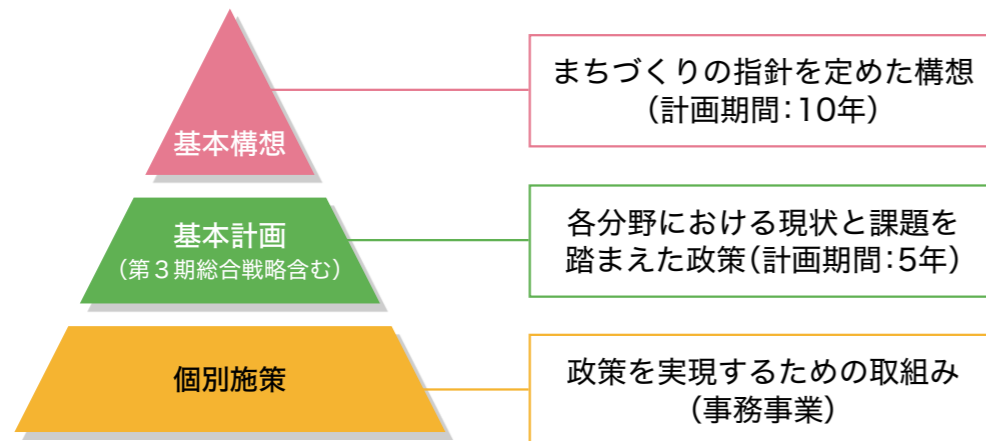 基本構想
まちづくりの指針を定めた構想
（計画期間：10年）
基本計画
（第３期総合戦略含む）
各分野における現状と課題を
踏まえた政策（計画期間：5年）
個別施策
政策を実現するための取組み
（事務事業）